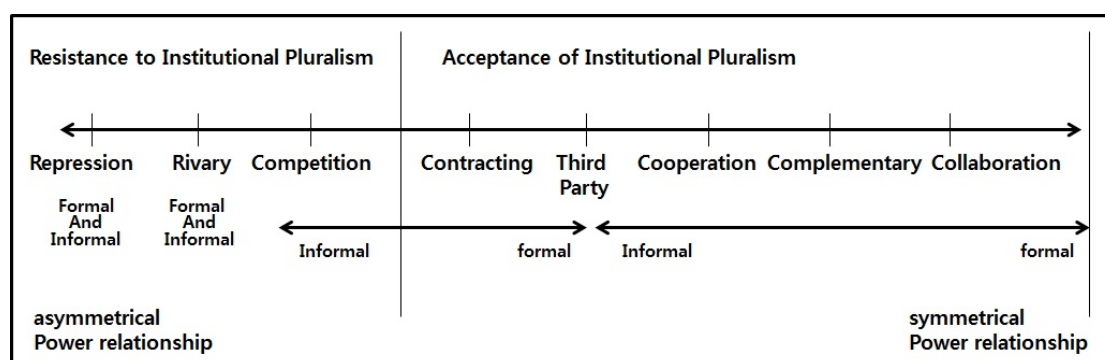 Resistance to Institutional Pluralism
Acceptance of Institutional Pluralism
Repression
Rivary
Competition
Contracting
Third
Party
Cooperation
Complementary
Collaboration
Formal
And
Informal
Formal
And
Informal
Informal
formal
Informal
formal
asymmetrical
Power relationship
symmetrical
Power relationship